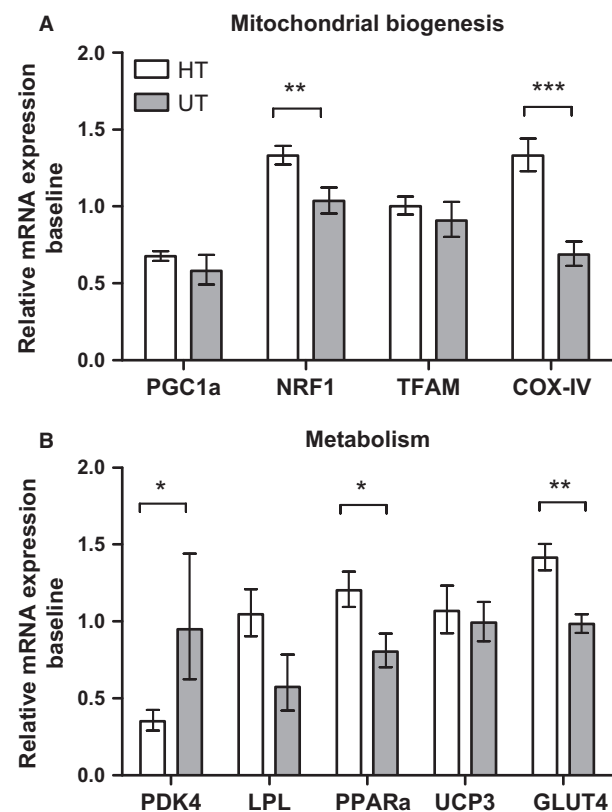 A Mitochondrial biogenesis
Relative mRNA expression
baseline
2.0
1.5
1.0
0.5
0.0
HT
UT
**
***
PGC1a NRF1 TFAM COX-IV
B Metabolism
Relative mRNA expression
baseline
2.0
1.5
1.0
0.5
0.0
* * **
PDK4 LPL PPARa UCP3 GLUT4